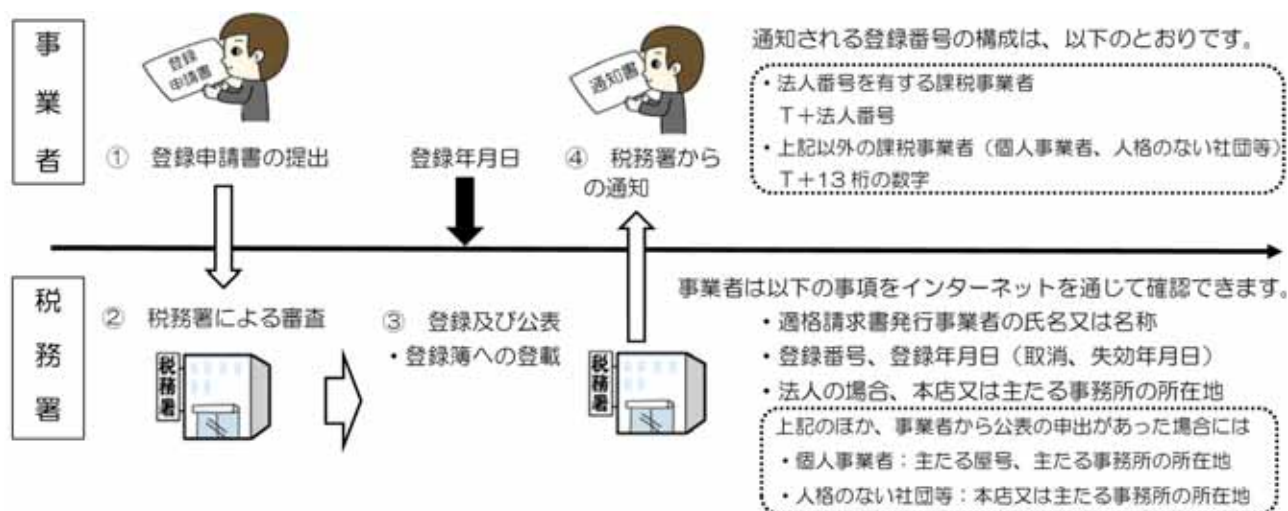 事業者
登録
申請書
① 登録申請書の提出
登録年月日
通知書
④ 税務署から
の通知
通知される登録番号の構成は、以下のとおりです。
・法人番号を有する課税事業者
T+法人番号
・上記以外の課税事業者（個人事業者、人格のない社団等）
T+13桁の数字
税務署
② 税務署による審査
税務署
③ 登録及び公表
・登録簿への登載
税務署
事業者は以下の事項をインターネットを通じて確認できます。
・適格請求書発行事業者の氏名又は名称
・登録番号、登録年月日（取消、失効年月日）
・法人の場合、本店又は主たる事務所の所在地
上記のほか、事業者から公表の申出があった場合には
・個人事業者：主たる屋号、主たる事務所の所在地
・人格のない社団等：本店又は主たる事務所の所在地